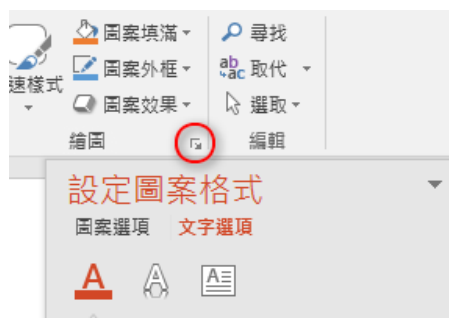 圖案填滿
尋找
圖案外框
ab ac 取代
速樣式
圖案效果
選取
繪圖
編輯
設定圖案格式
圖案選項 文字選項
A A A